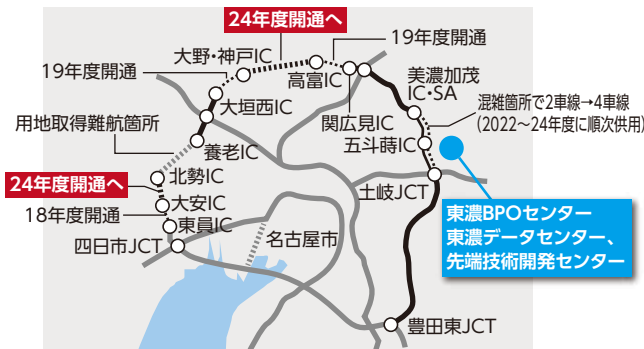 24年度開通へ
大野・神戸IC
19年度開通
19年度開通
高富IC
美濃加茂
IC・SA
大垣西IC
関広見IC
混雑箇所で2車線→4車線
(2022〜24年度に順次供用)
用地取得難航箇所
五斗蒔IC
養老IC
北勢IC
24年度開通へ
土岐JCT
大安IC
18年度開通
東員IC
東濃BPOセンター
東濃データセンター、
先端技術開発センター
四日市JCT
名古屋市
豊田東JCT